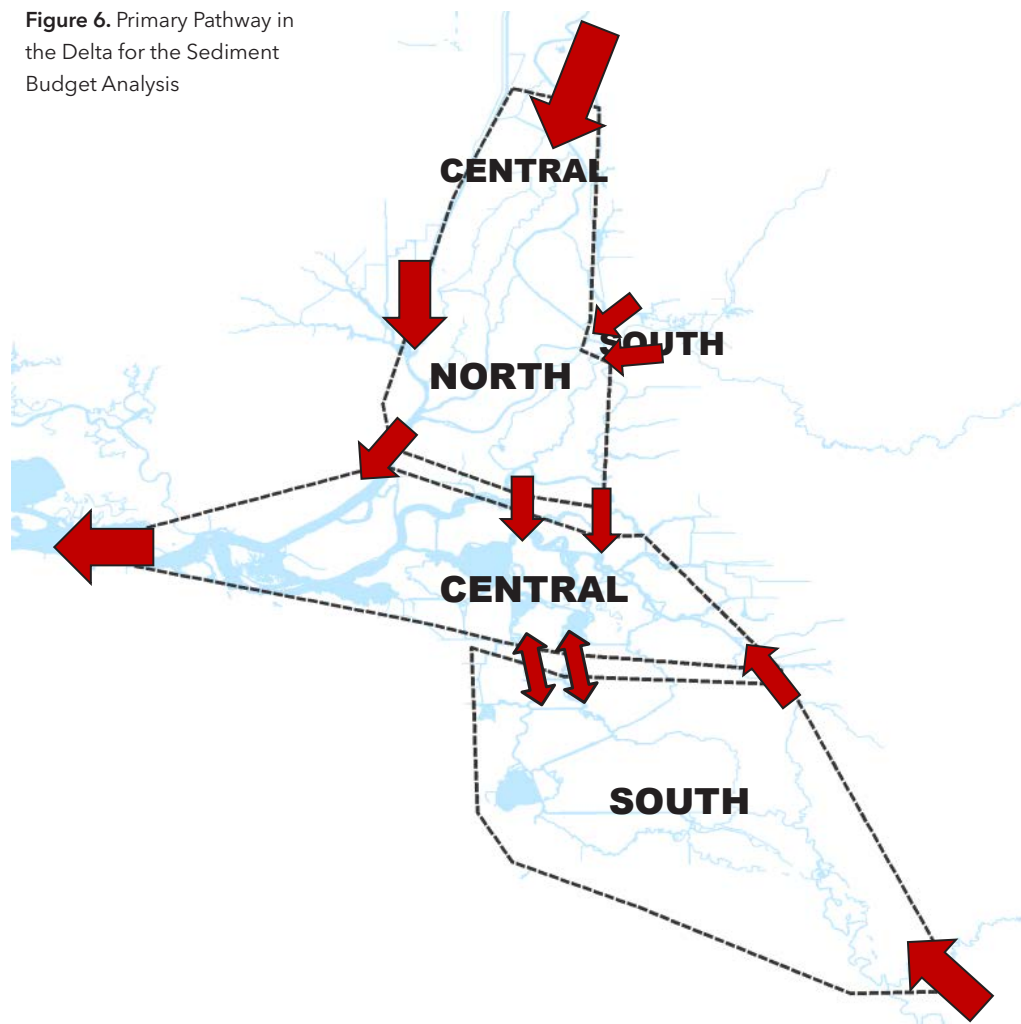 Figure 6. Primary Pathway in
the Delta for the Sediment
Budget Analysis
CENTRAL
SOUTH
NORTH
CENTRAL
SOUTH